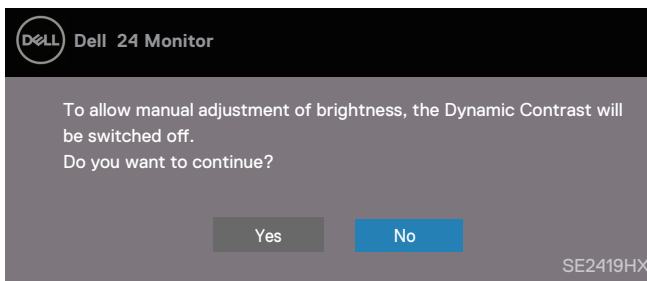 DELL Dell 24 Monitor
To allow manual adjustment of brightness, the Dynamic Contrast will
be switched off.
Do you want to continue?
Yes No
SE2419HX